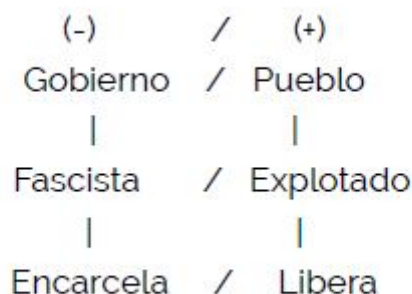 (-) / (+)
Gobierno / Pueblo
| |
Fascista / Explotado
| |
Encarcela / Libera